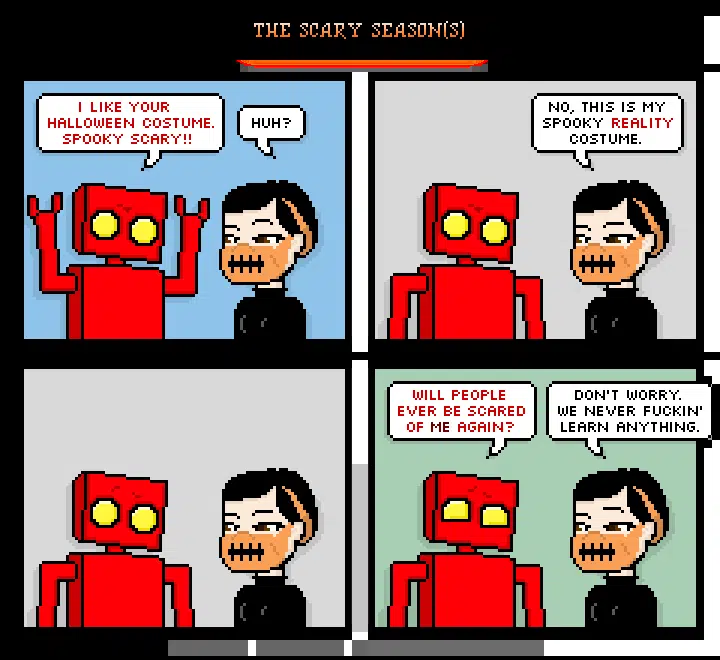 THE SCARY SEASON(S)
I LIKE YOUR
HALLOWEEN COSTUME.
SPOOKY SCARY!!
HUH?
NO, THIS IS MY
SPOOKY REALITY
COSTUME.
WILL PEOPLE
EVER BE SCARED
OF ME AGAIN?
DON'T WORRY.
WE NEVER FUCKIN'
LEARN ANYTHING.